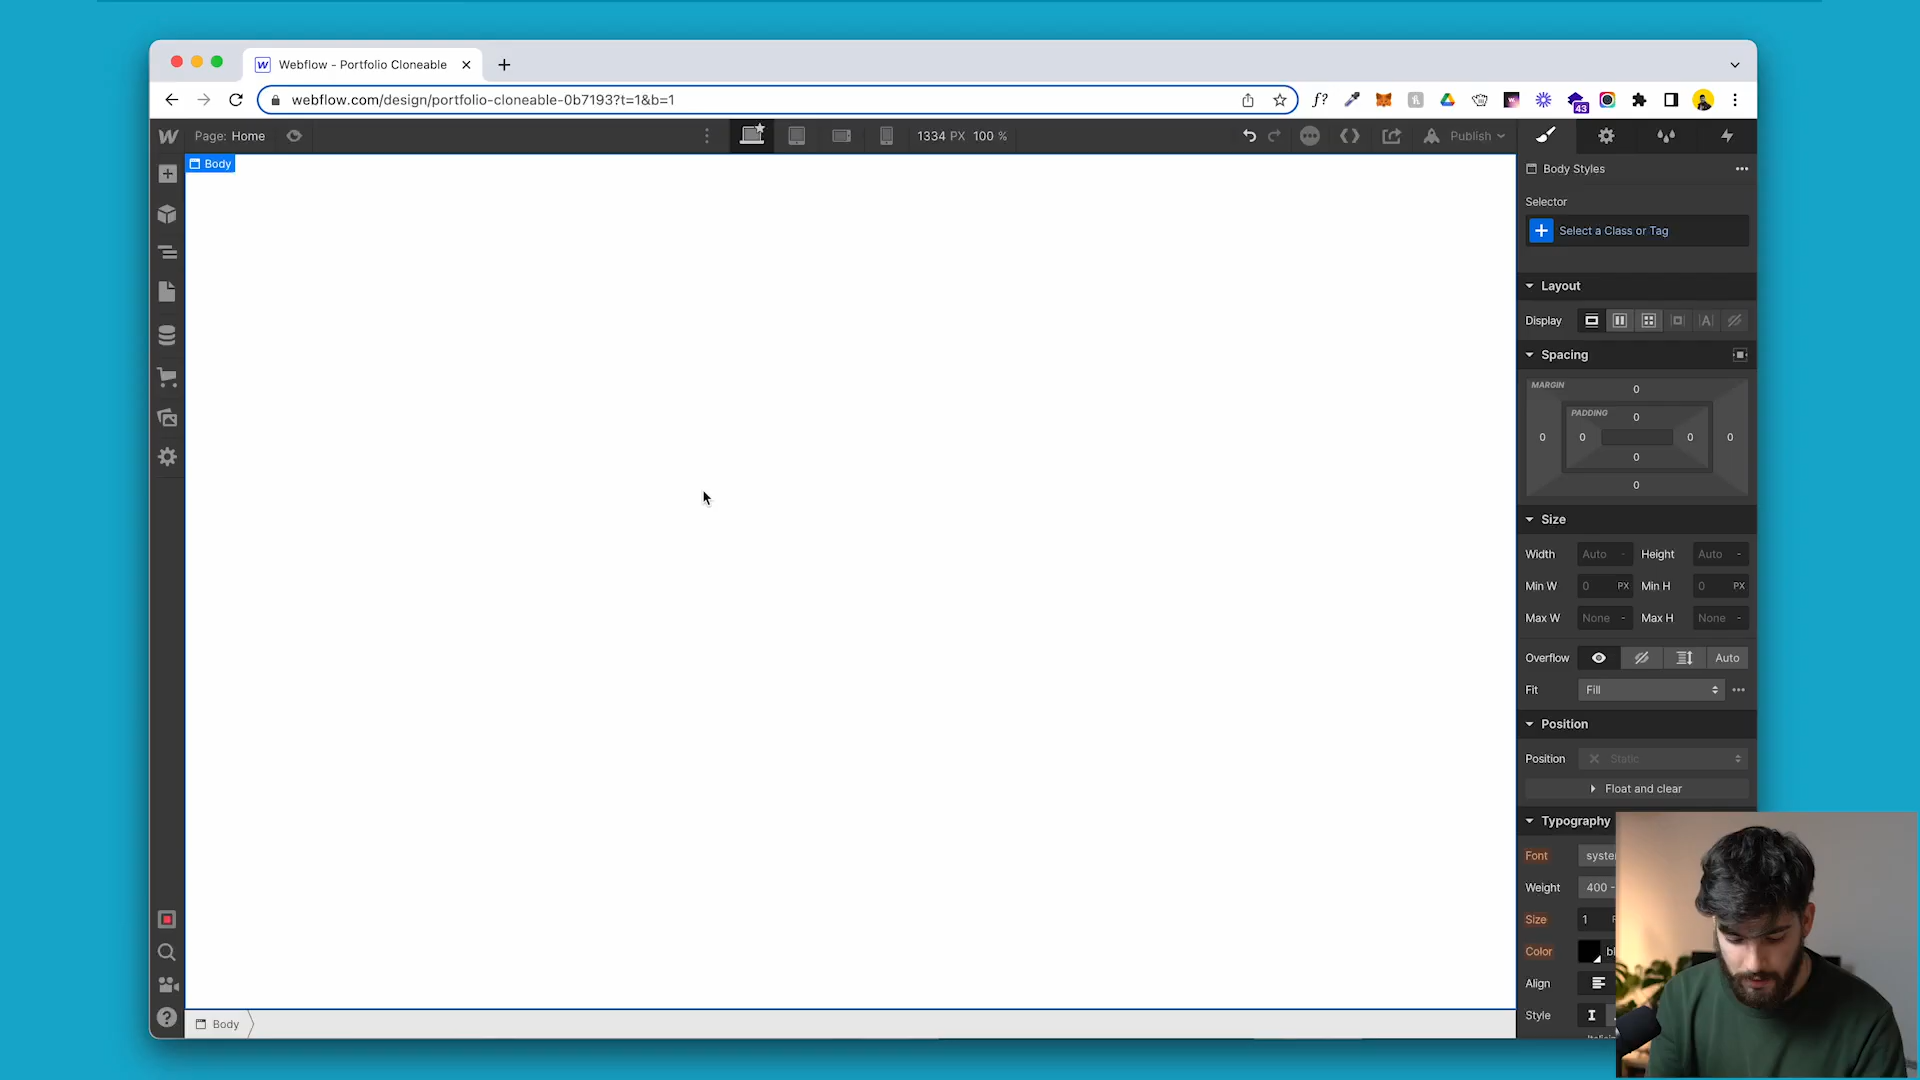 Webflow - Portfolio Cloneable
webflow.com/design/portfolio-cloneable-0b7193?t=1&b=1
f?
43
Page: Home
1334 PX 100 %
Publish
Body
Body Styles
Selector
Select a Class or Tag
Layout
Display
Spacing
MARGIN
0
PADDING
0
0 0 0 0
0
0
Size
Width Auto - Height Auto -
Min W 0 PX Min H 0 PX
Max W None - Max H None -
Overflow Auto
Fit Fill
Position
Position Static
Float and clear
Typography
Font
Weight 400 -
Size 1
Color
Align
Style
Body